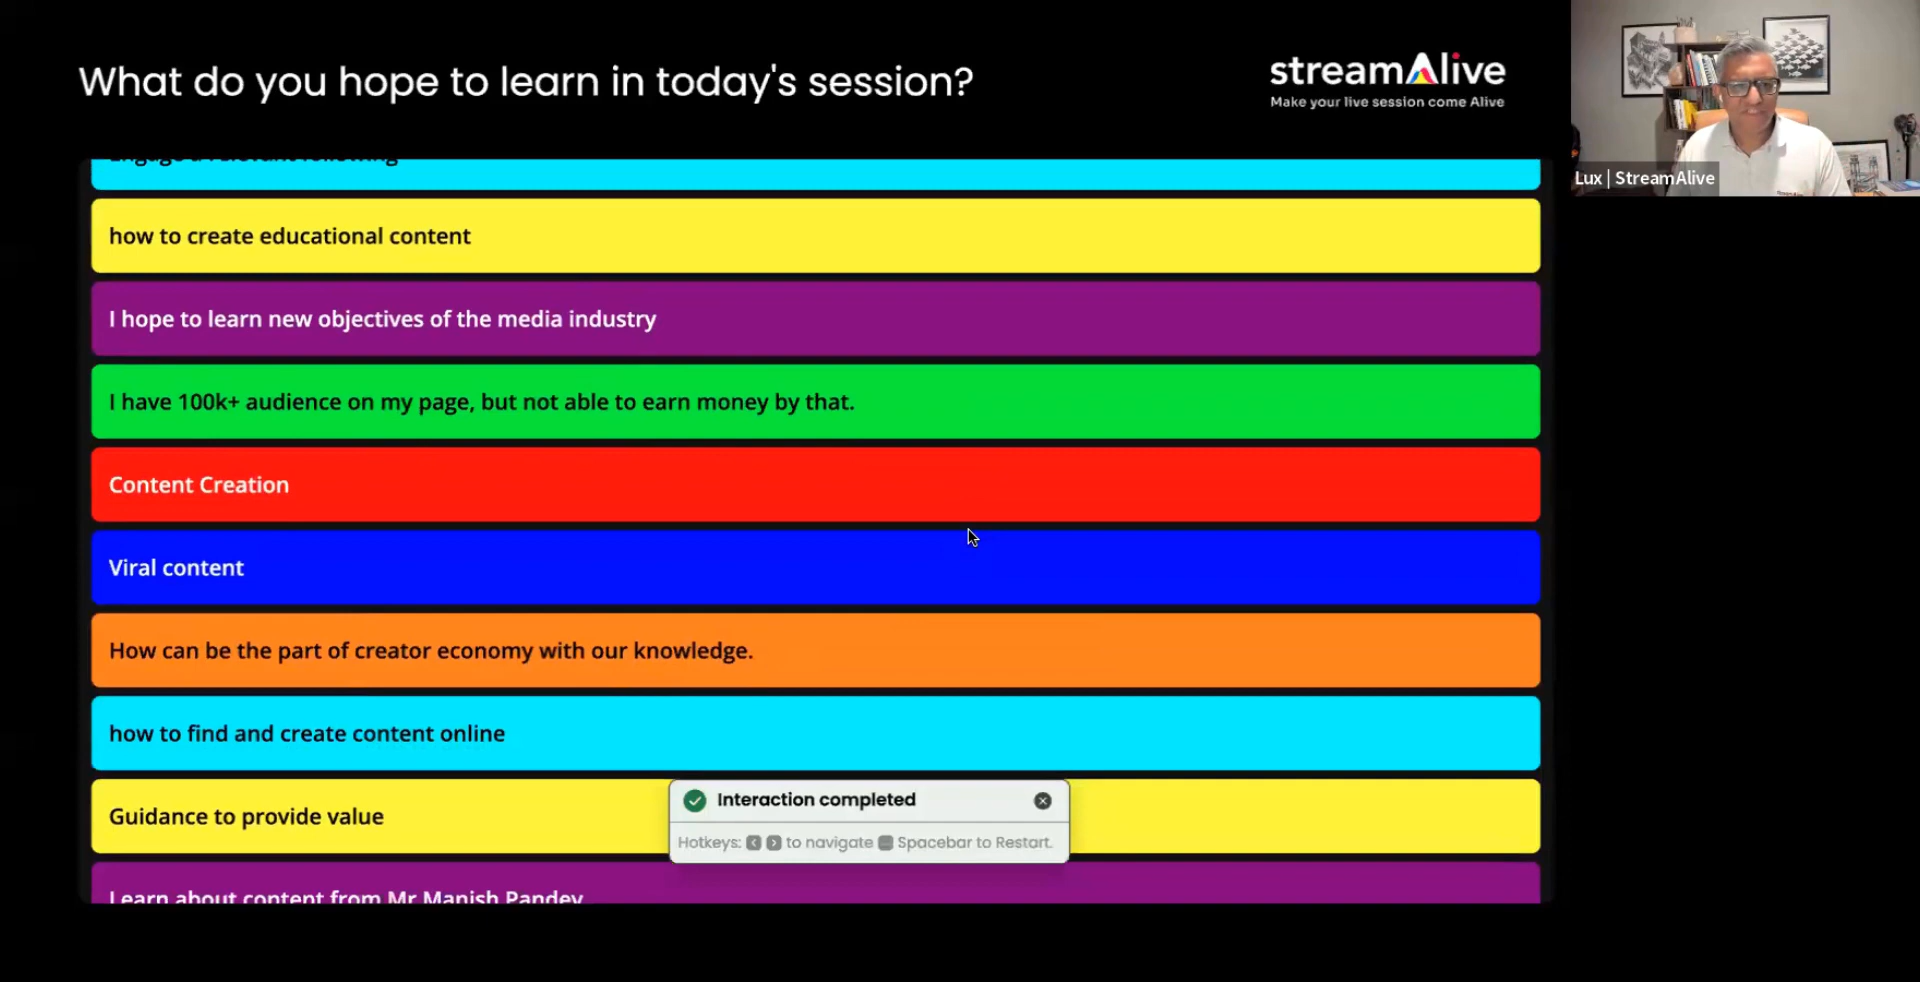 What do you hope to learn in today's session?
streamAlive
Make your live session come Alive
Lux | StreamAlive
Engage a relevant following
how to create educational content
I hope to learn new objectives of the media industry
I have 100k+ audience on my page, but not able to earn money by that.
Content Creation
Viral content
How can be the part of creator economy with our knowledge.
how to find and create content online
Guidance to provide value
Interaction completed
Hotkeys: < > to navigate Spacebar to Restart.
Learn about content from Mr Manish Pandey